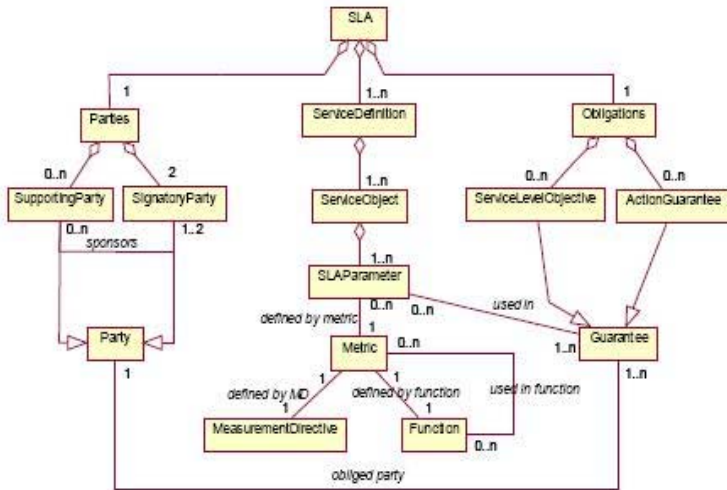 SLA
1
1..n
1
Parties
ServiceDefinition
Obligations
0..n
2
1..n
0..n
0..n
SupportingParty
SignatoryParty
ServiceObject
ServiceLevelObjective
ActionGuarantee
0..n
1..2
sponsors
1..n
SLAParameter
0..n
0..n
used in
defined by metric
1
0..n
1..n
Party
Metric
Guarantee
1
1
1
1..n
defined by MD
defined by function
used in function
1
1
MeasurementDirective
Function
0..n
obliged party